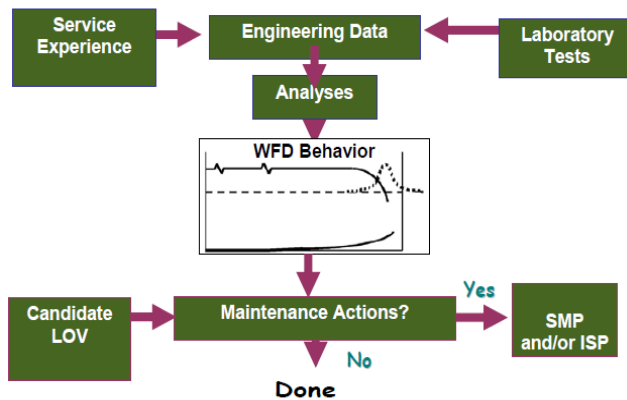 Service
Experience
Engineering Data
Laboratory
Tests
Analyses
WFD Behavior
Candidate
LOV
Maintenance Actions?
Yes
SMP
and/or ISP
No
Done